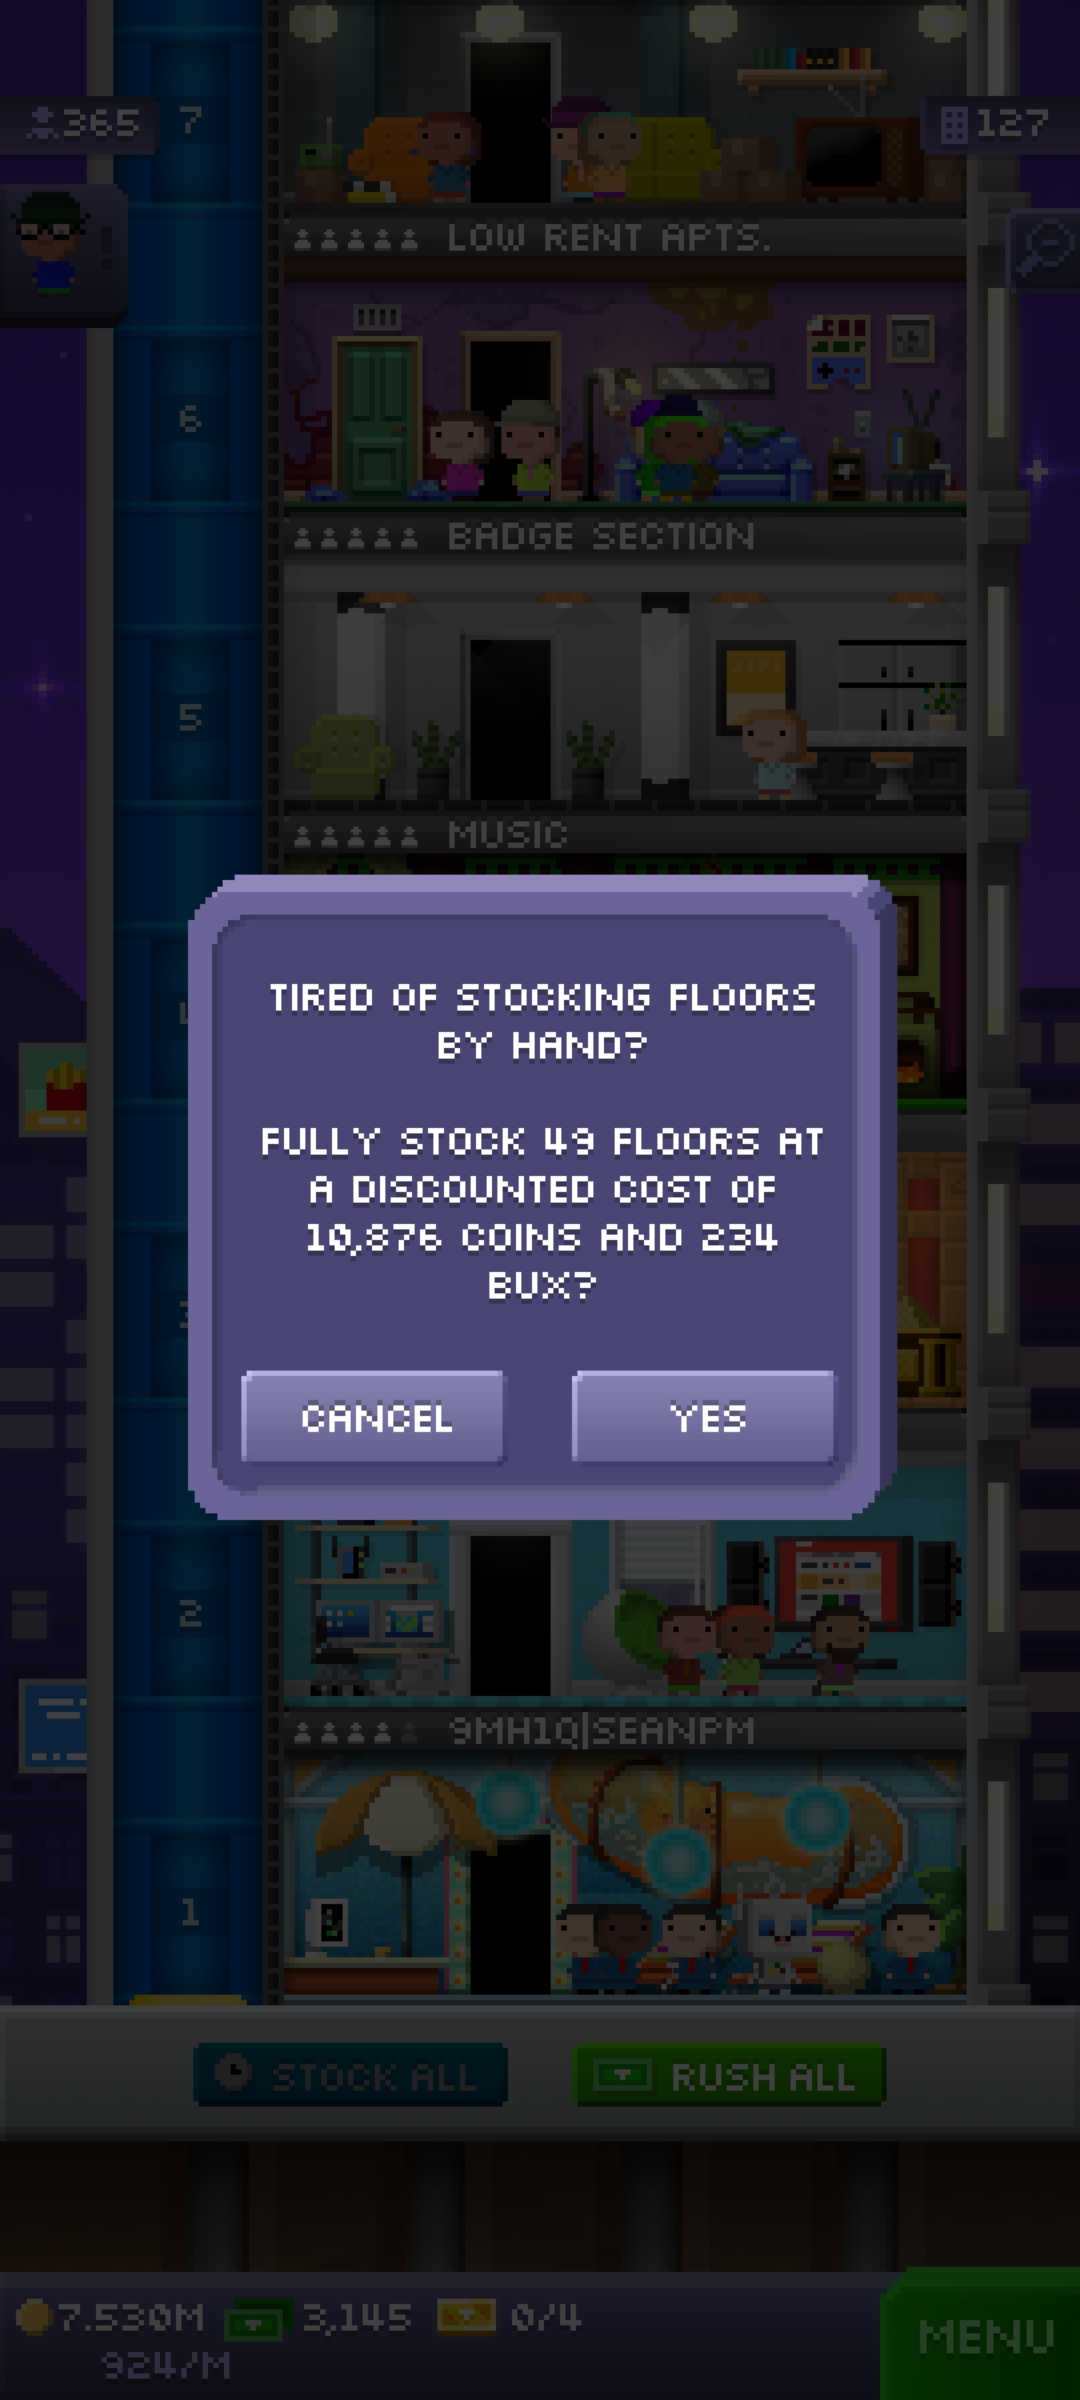 365
7
127
LOW RENT APTS.
6
BADGE SECTION
5
MUSIC
TIRED OF STOCKING FLOORS
BY HAND?
FULLY STOCK 49 FLOORS AT
A DISCOUNTED COST OF
10,876 COINS AND 234
BUX?
CANCEL
YES
2
9MH1Q|SEANPM
1
STOCK ALL
RUSH ALL
7.530M
3,145
0/4
924/M
MENU